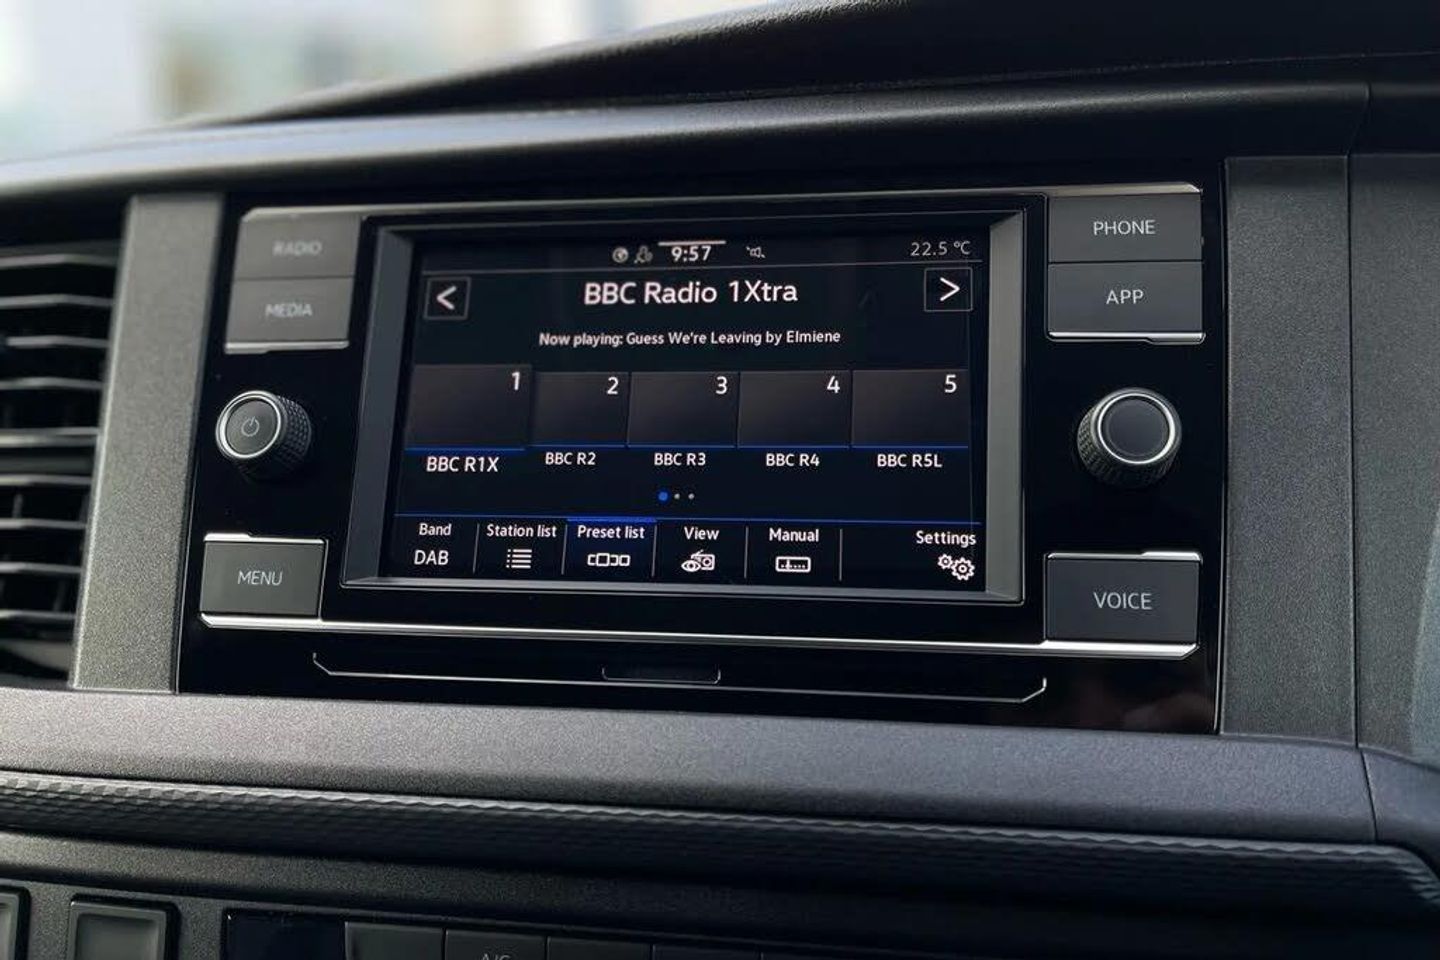 RADIO
MEDIA
MENU
9:57
22.5 °C
<
BBC Radio 1Xtra
>
Now playing: Guess We're Leaving by Elmiene
1 2 3 4 5
BBC R1X BBC R2 BBC R3 BBC R4 BBC R5L
Band Station list Preset list View Manual Settings
DAB
PHONE
APP
VOICE
A/C